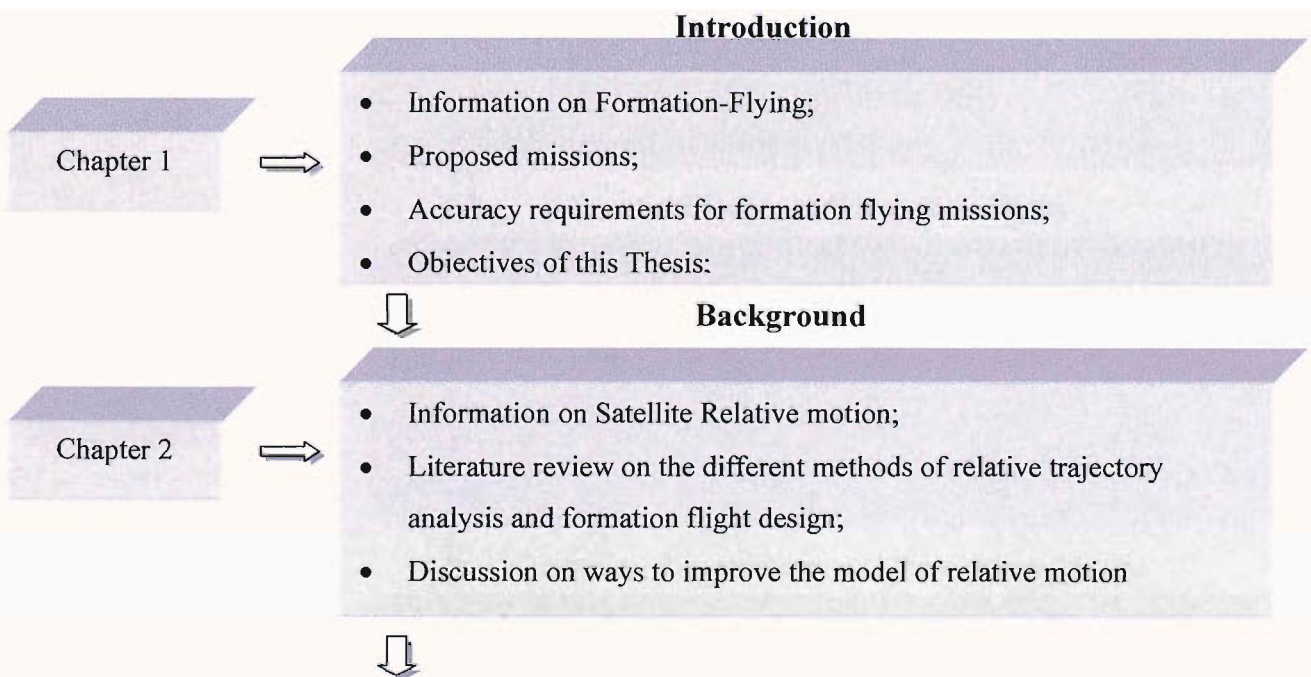 Introduction
• Information on Formation-Flying;
Chapter 1
• Proposed missions;
• Accuracy requirements for formation flying missions;
• Obiectives of this Thesis:
Background
• Information on Satellite Relative motion;
Chapter 2
• Literature review on the different methods of relative trajectory
analysis and formation flight design;
• Discussion on ways to improve the model of relative motion